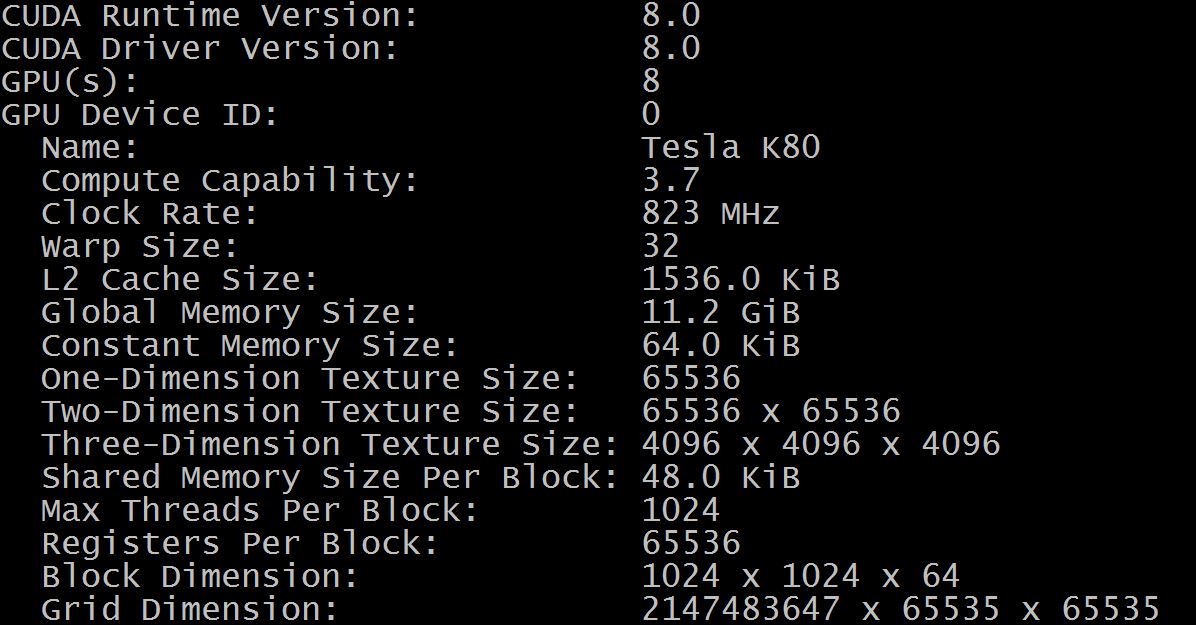 CUDA Runtime Version: 8.0
CUDA Driver Version: 8.0
GPU(s): 8
GPU Device ID: 0
Name: Tesla K80
Compute Capability: 3.7
Clock Rate: 823 MHz
Warp Size: 32
L2 Cache Size: 1536.0 KiB
Global Memory Size: 11.2 GiB
Constant Memory Size: 64.0 KiB
One-Dimension Texture Size: 65536
Two-Dimension Texture Size: 65536 x 65536
Three-Dimension Texture Size: 4096 x 4096 x 4096
Shared Memory Size Per Block: 48.0 KiB
Max Threads Per Block: 1024
Registers Per Block: 65536
Block Dimension: 1024 x 1024 x 64
Grid Dimension: 2147483647 x 65535 x 65535